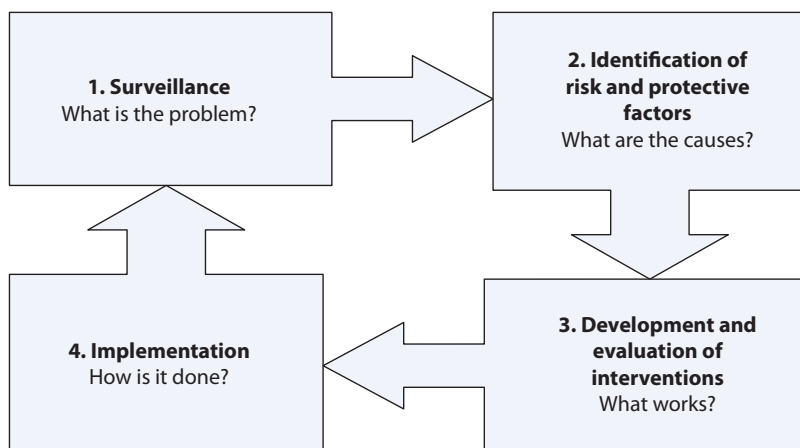 1. Surveillance
What is the problem?
2. Identification of
risk and protective
factors
What are the causes?
3. Development and
evaluation of
interventions
What works?
4. Implementation
How is it done?